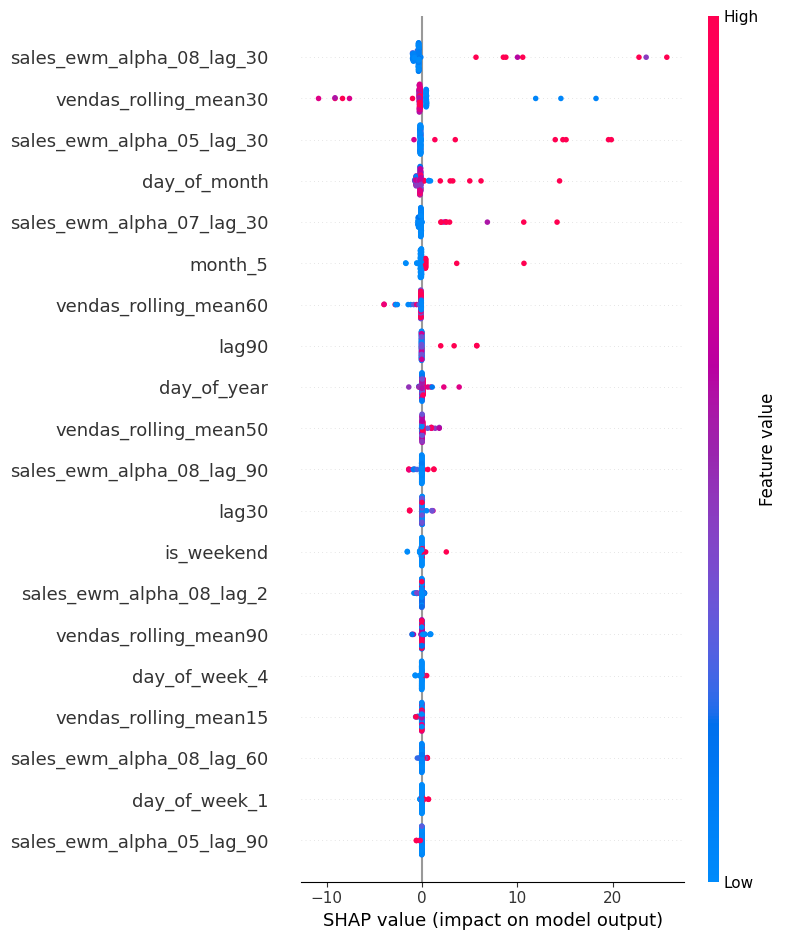 High
sales_ewm_alpha_08_lag_30
vendas_rolling_mean30
sales_ewm_alpha_05_lag_30
day_of_month
sales_ewm_alpha_07_lag_30
month_5
vendas_rolling_mean60
lag90
day_of_year
vendas_rolling_mean50
sales_ewm_alpha_08_lag_90
lag30
is_weekend
sales_ewm_alpha_08_lag_2
vendas_rolling_mean90
day_of_week_4
vendas_rolling_mean15
sales_ewm_alpha_08_lag_60
day_of_week_1
sales_ewm_alpha_05_lag_90
Feature value
Low
−10 0 10 20
SHAP value (impact on model output)